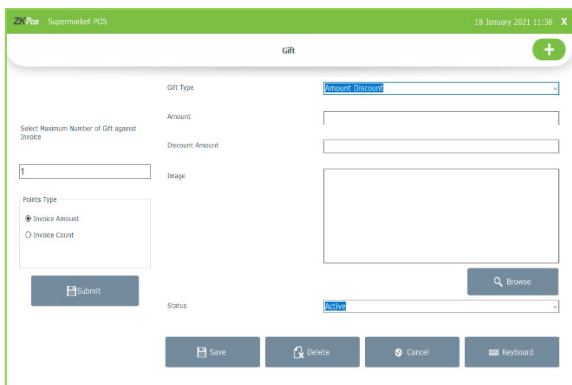 ZKPos Supermarket POS
18 January 2021 11:38 X
Gift
+
Gift Type
Amount Discount
Amount
Discount Amount
Image
Select Maximum Number of Gift against
Invoice
1
Points Type
Invoice Amount
Invoice Count
Submit
Browse
Status
Active
Save
Delete
Cancel
Keyboard